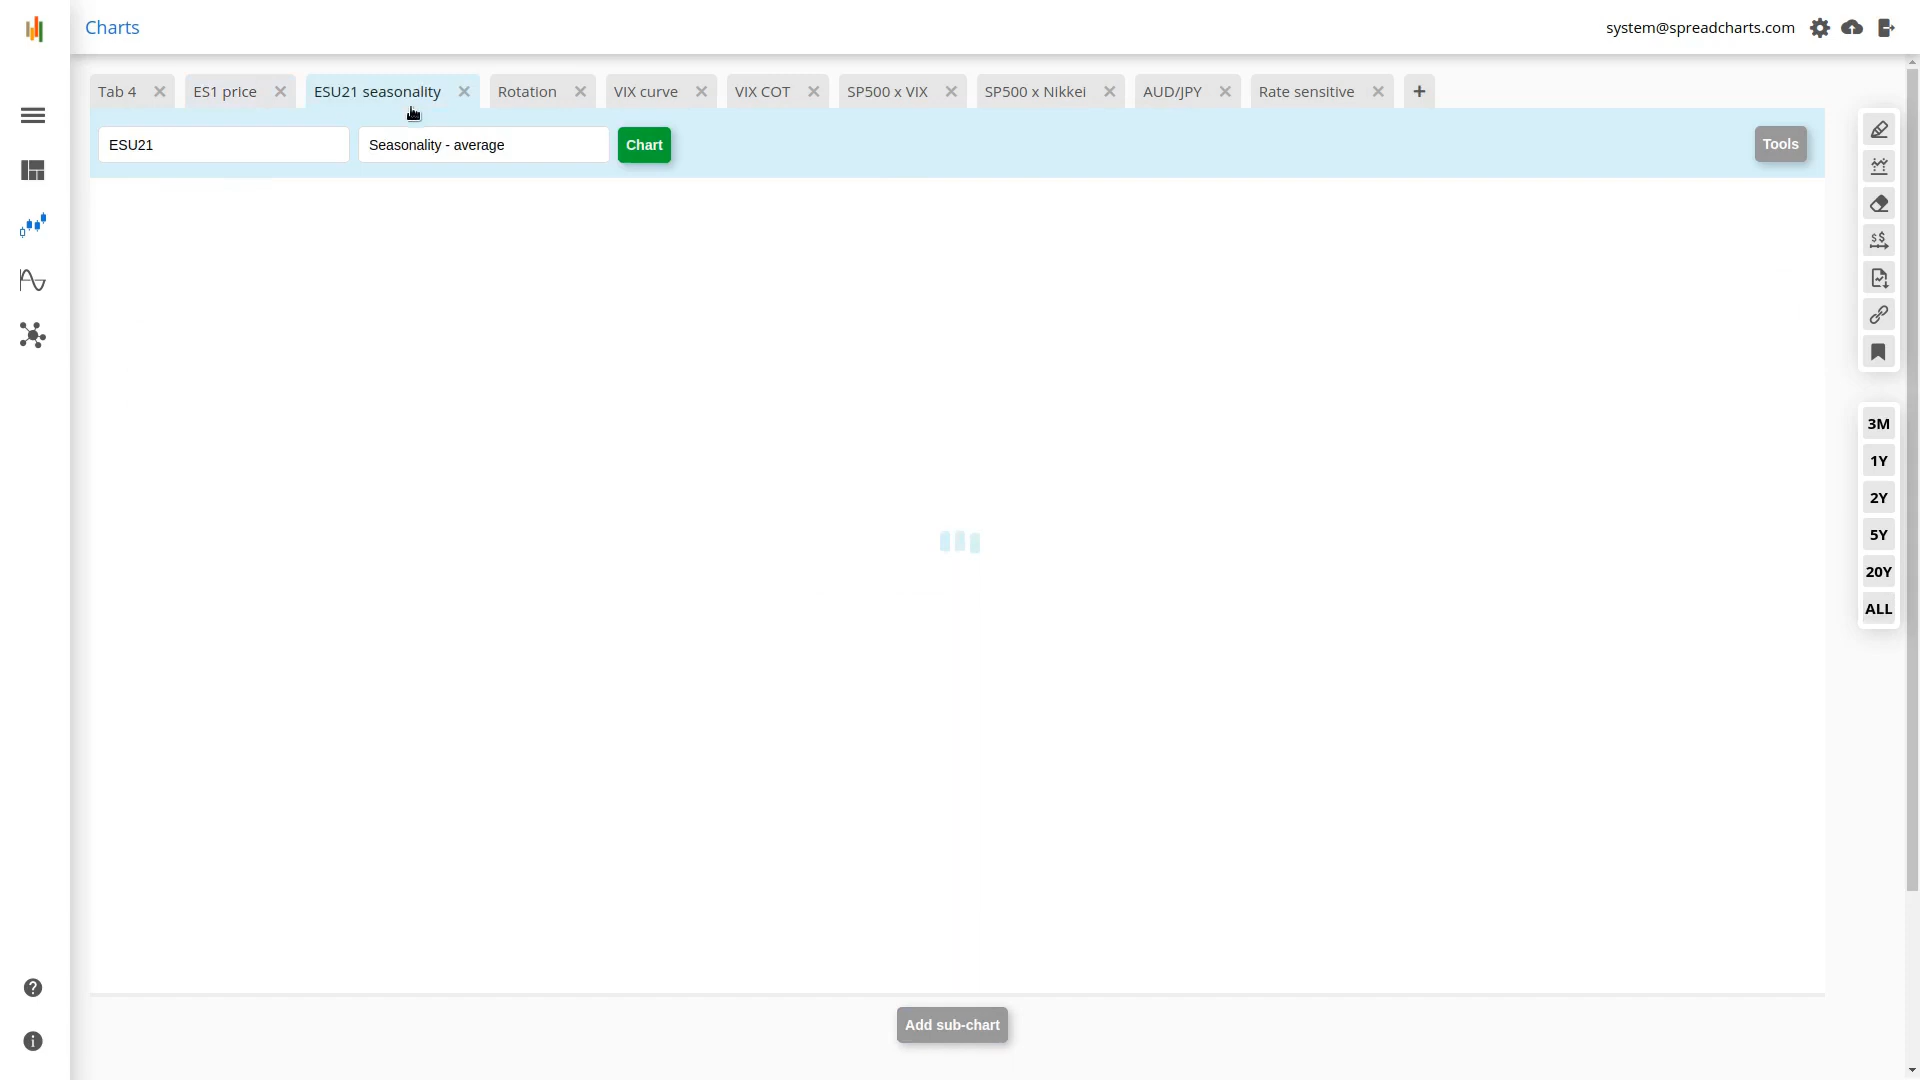 Charts
system@spreadcharts.com
Tab 4
ES1 price
ESU21 seasonality
Rotation
VIX curve
VIX COT
SP500 x VIX
SP500 x Nikkei
AUD/JPY
Rate sensitive
+
ESU21
Seasonality - average
Chart
Tools
$$
3M
1Y
2Y
5Y
20Y
ALL
Add sub-chart
?
i